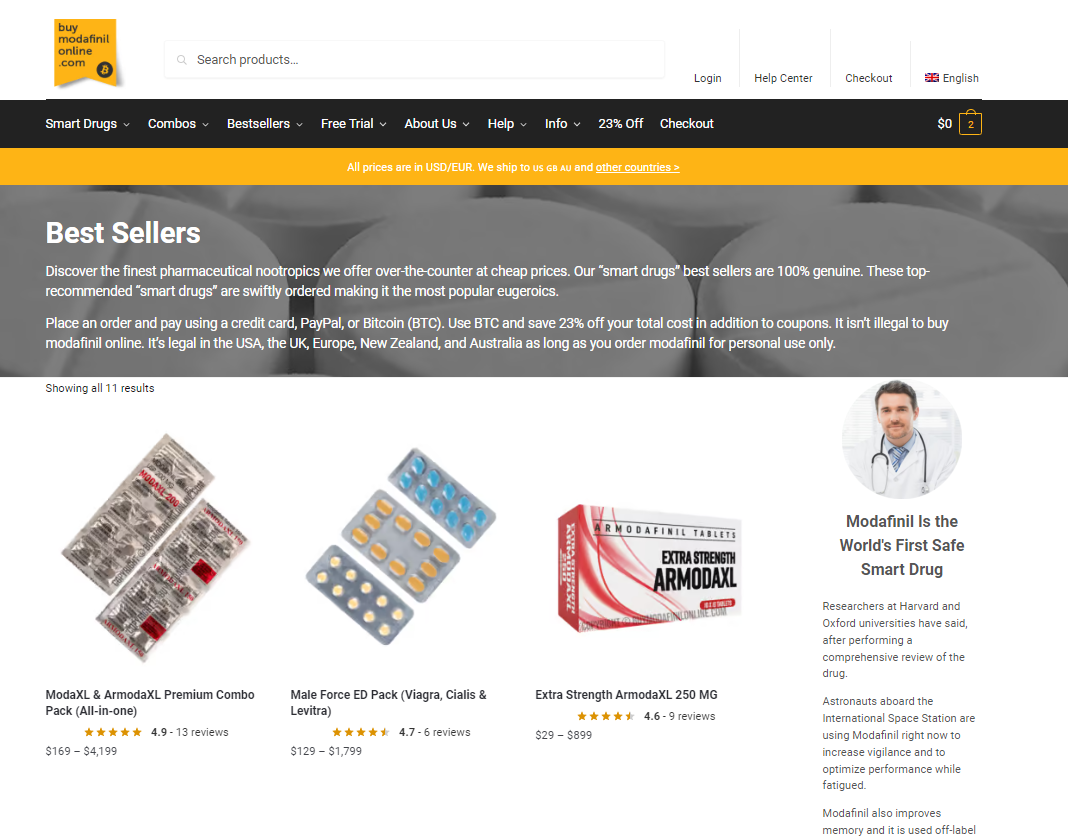 buy
modafinil
online
.com
Search products...
Login
Help Center
Checkout
English
Smart Drugs
Combos
Bestsellers
Free Trial
About Us
Help
Info
23% Off
Checkout
$0
2
All prices are in USD/EUR. We ship to US GB AU and other countries >
Best Sellers
Discover the finest pharmaceutical nootropics we offer over-the-counter at cheap prices. Our “smart drugs” best sellers are 100% genuine. These top-
recommended “smart drugs” are swiftly ordered making it the most popular eugeroics.
Place an order and pay using a credit card, PayPal, or Bitcoin (BTC). Use BTC and save 23% off your total cost in addition to coupons. It isn’t illegal to buy
modafinil online. It’s legal in the USA, the UK, Europe, New Zealand, and Australia as long as you order modafinil for personal use only.
Showing all 11 results
MODAXL-200
ARMODAFINIL TABLETS
EXTRA STRENGTH
ARMODAXL
EXTRA STRENGTH
ARMODAXL
ModaXL & ArmodaXL Premium Combo
Pack (All-in-one)
4.9 - 13 reviews
$169 – $4,199
Male Force ED Pack (Viagra, Cialis &
Levitra)
4.7 - 6 reviews
$129 – $1,799
Extra Strength ArmodaXL 250 MG
4.6 - 9 reviews
$29 – $899
Modafinil Is the
World's First Safe
Smart Drug
Researchers at Harvard and
Oxford universities have said,
after performing a
comprehensive review of the
drug.
Astronauts aboard the
International Space Station are
using Modafinil right now to
increase vigilance and to
optimize performance while
fatigued.
Modafinil also improves
memory and it is used off-label